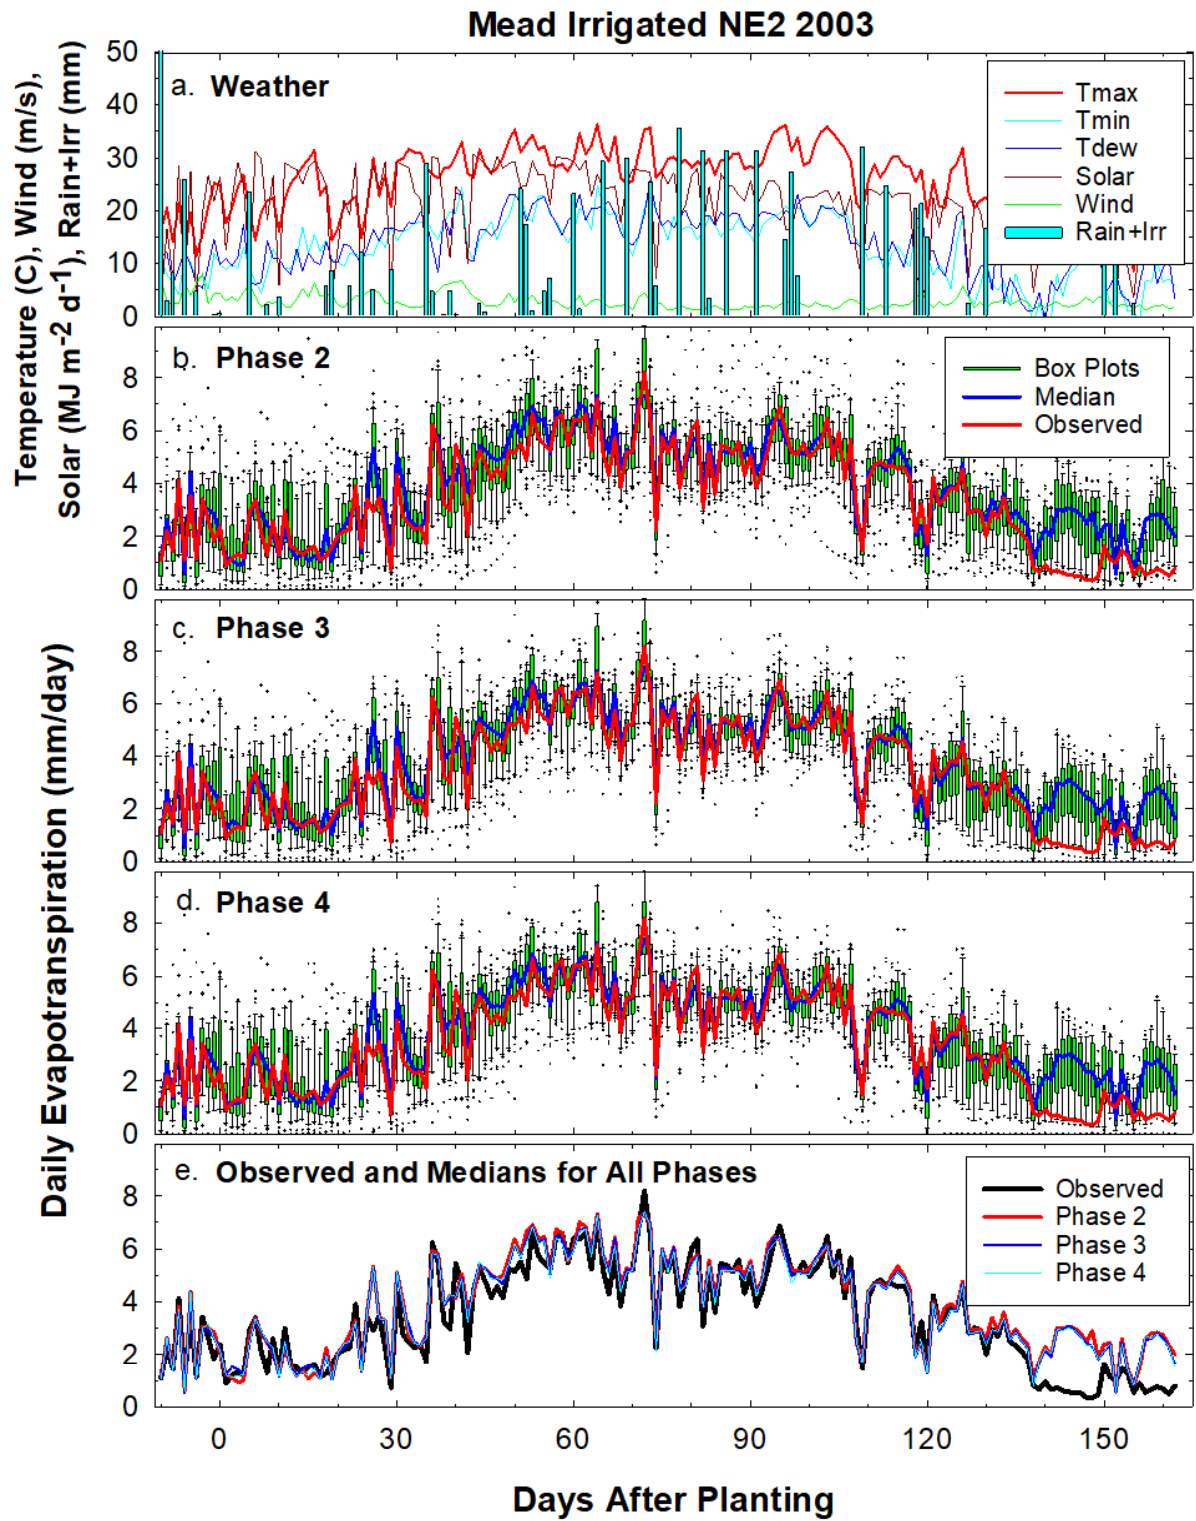 Mead Irrigated NE2 2003
Temperature (C), Wind (m/s),
Solar (MJ m-2 d-1), Rain+Irr (mm)
50
40
30
20
10
0
a. Weather
Tmax
Tmin
Tdew
Solar
Wind
Rain+Irr
b. Phase 2
8
6
4
2
0
Box Plots
Median
Observed
Daily Evapotranspiration (mm/day)
c. Phase 3
8
6
4
2
0
d. Phase 4
8
6
4
2
0
e. Observed and Medians for All Phases
8
6
4
2
0
Observed
Phase 2
Phase 3
Phase 4
0 30 60 90 120 150
Days After Planting